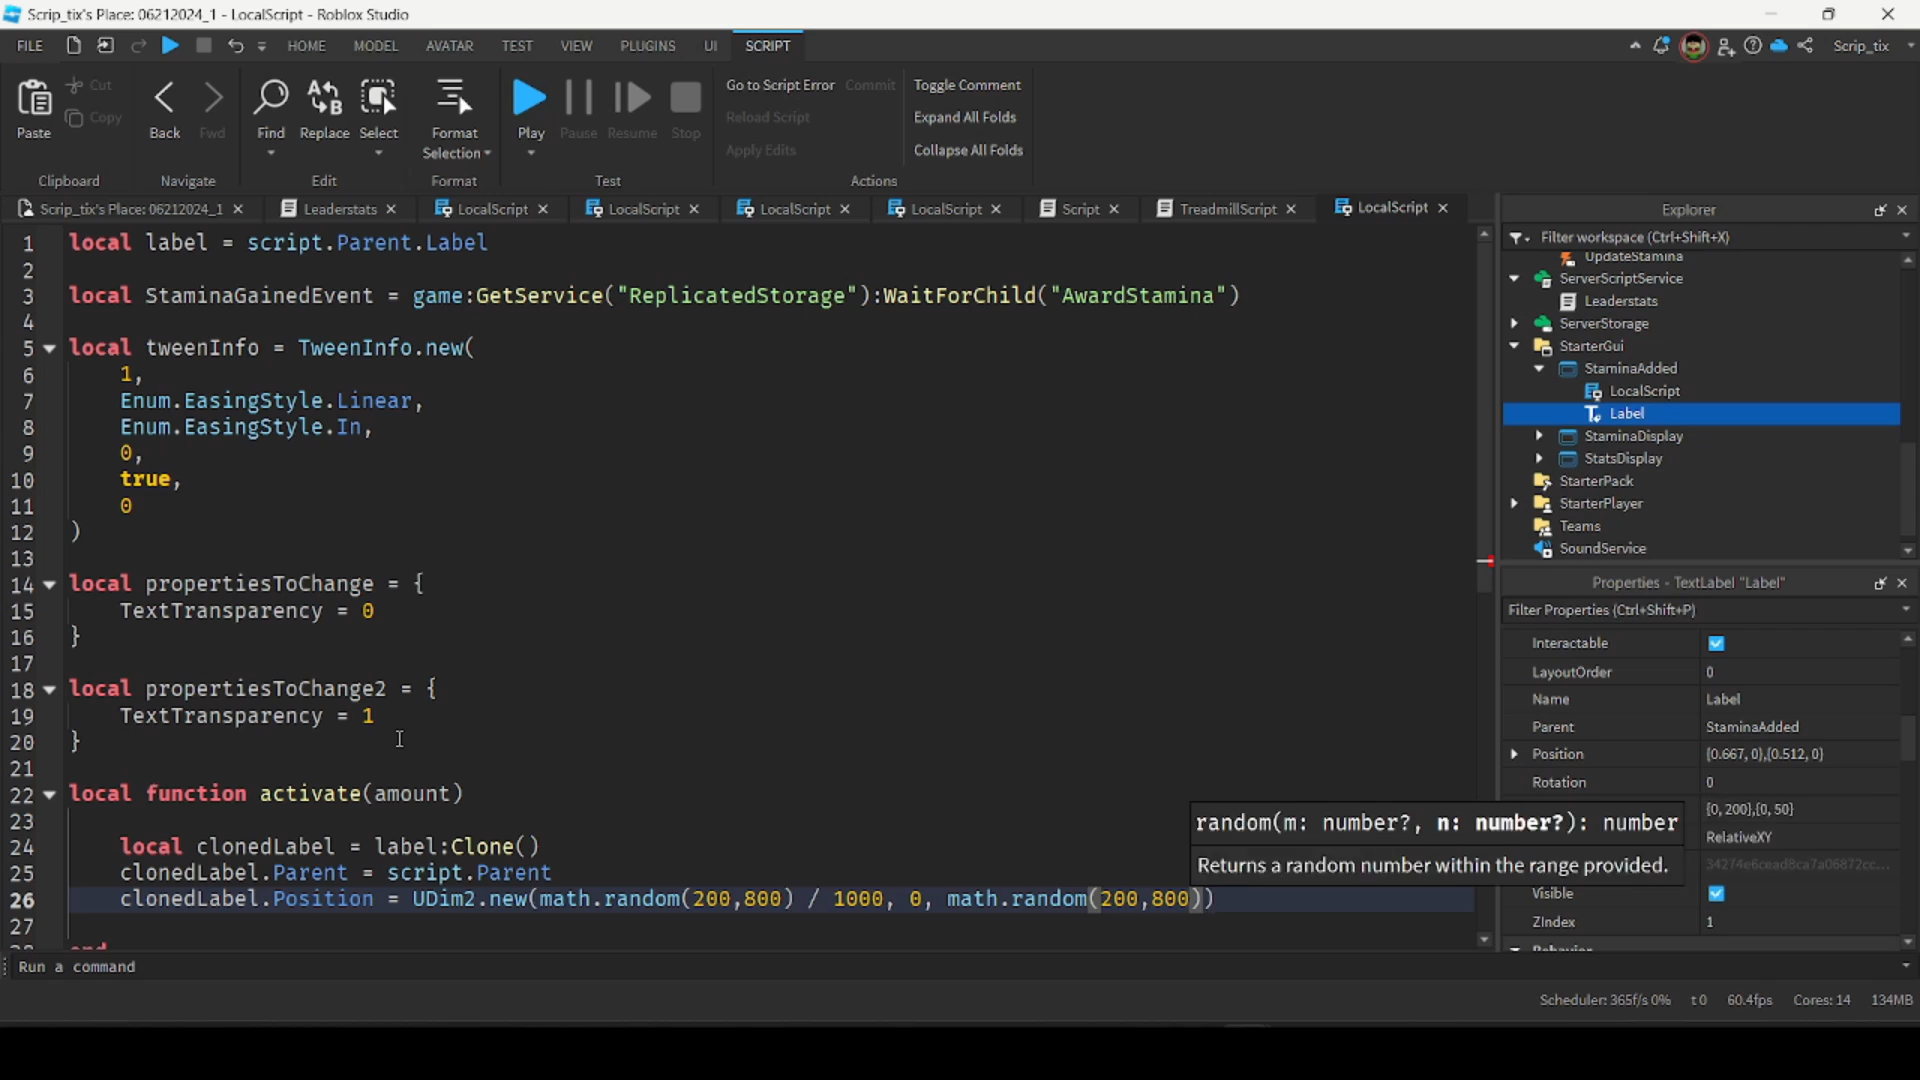 Scrip_tix's Place: 06212024_1 - LocalScript - Roblox Studio
FILE HOME MODEL AVATAR TEST VIEW PLUGINS UI SCRIPT Scrip_tix
Paste Cut Copy Back Fwd Find Replace Select Format Selection Play Pause Resume Stop
Go to Script Error Commit Toggle Comment
Reload Script Expand All Folds
Apply Edits Collapse All Folds
Clipboard Navigate Edit Format Test Actions
Scrip_tix's Place: 06212024_1 Leaderstats LocalScript LocalScript LocalScript LocalScript Script TreadmillScript LocalScript
1 local label = script.Parent.Label
2
3 local StaminaGainedEvent = game:GetService("ReplicatedStorage"):WaitForChild("AwardStamina")
4
5 local tweenInfo = TweenInfo.new(
6 1,
7 Enum.EasingStyle.Linear,
8 Enum.EasingStyle.In,
9 0,
10 true,
11 0
12 )
13
14 local propertiesToChange = {
15 TextTransparency = 0
16 }
17
18 local propertiesToChange2 = {
19 TextTransparency = 1
20 }
21
22 local function activate(amount)
23
24 local clonedLabel = label:Clone()
25 clonedLabel.Parent = script.Parent
26 clonedLabel.Position = UDim2.new(math.random(200,800) / 1000, 0, math.random(200,800))
27
28 end
random(m: number?, n: number?): number
Returns a random number within the range provided.
Explorer
Filter workspace (Ctrl+Shift+X)
UpdateStamina
ServerScriptService
Leaderstats
ServerStorage
StarterGui
StaminaAdded
LocalScript
Label
StaminaDisplay
StatsDisplay
StarterPack
StarterPlayer
Teams
SoundService
Properties - TextLabel "Label"
Filter Properties (Ctrl+Shift+P)
Interactable
LayoutOrder 0
Name Label
Parent StaminaAdded
Position {0.667, 0},{0.512, 0}
Rotation 0
{0, 200},{0, 50}
RelativeXY
Visible
ZIndex 1
Behavior
Run a command
Scheduler: 365f/s 0% t 0 60.4fps Cores: 14 134MB